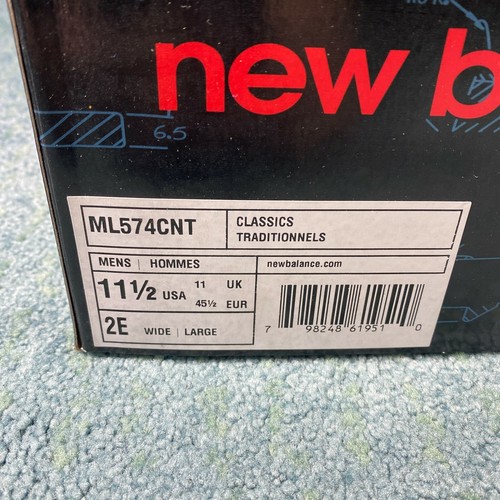 new b
6.5
ML574CNT
CLASSICS
TRADITIONNELS
MENS | HOMMES
newbalance.com
11½ USA
11 UK
45½ EUR
2E WIDE | LARGE
7 98248 61951 0